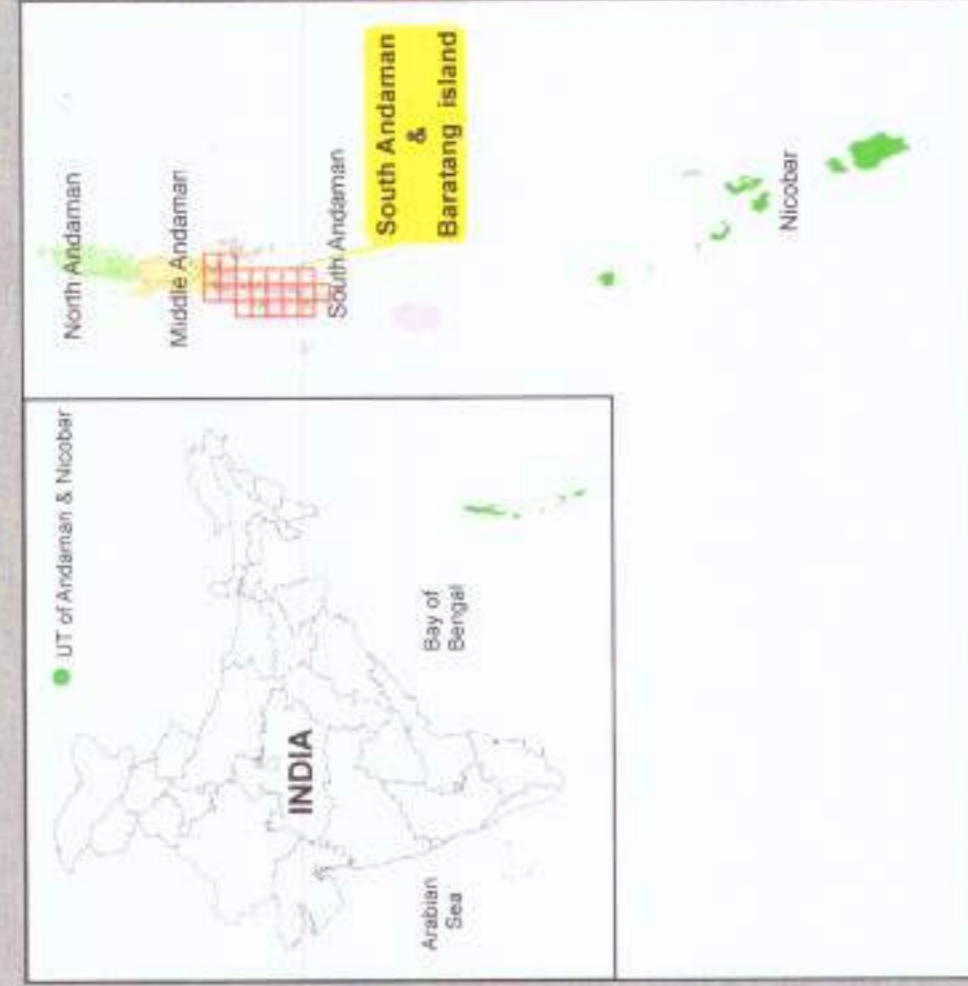 UT of Andaman & Nicobar
INDIA
Arabian
Sea
Bay of
Bengal
North Andaman
Middle Andaman
South Andaman
South Andaman
&
Baratang island
Nicobar